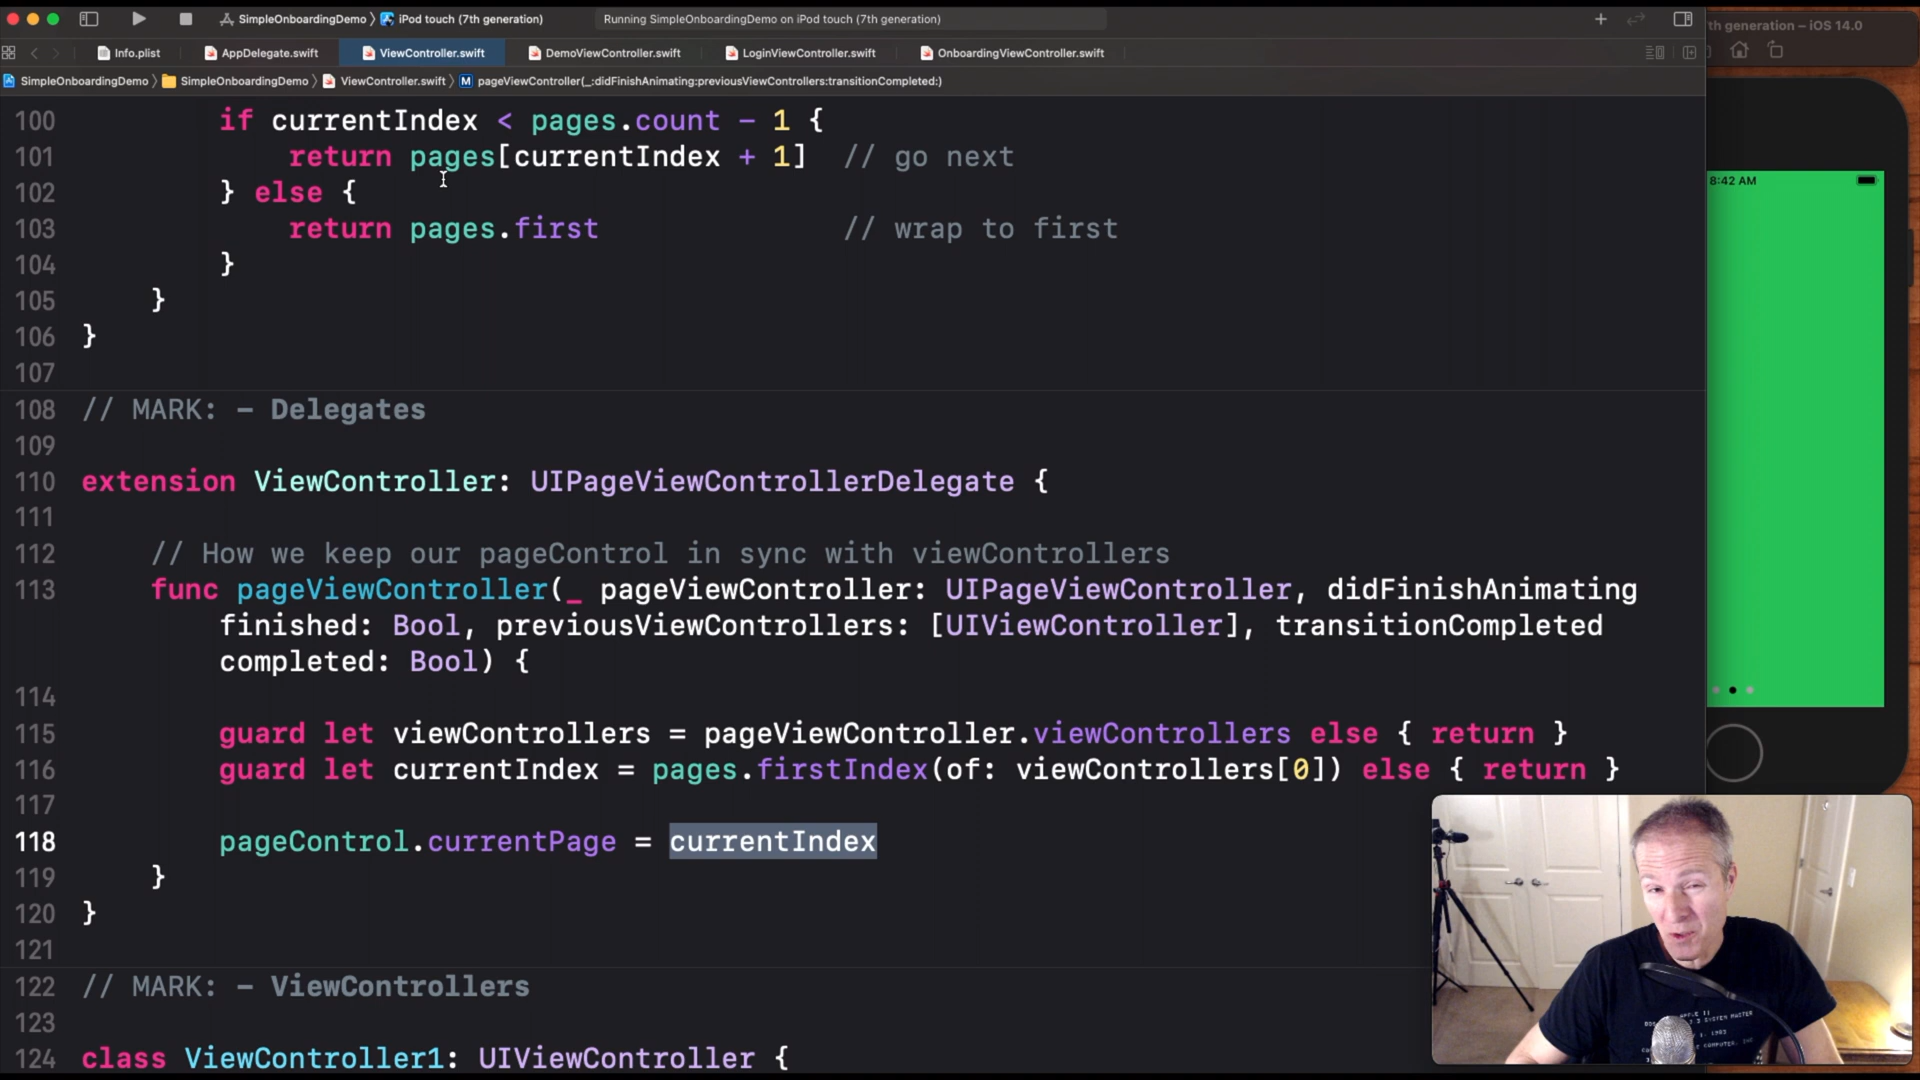 SimpleOnboardingDemo 〉 iPod touch (7th generation)
Running SimpleOnboardingDemo on iPod touch (7th generation)
th generation – iOS 14.0
Info.plist
AppDelegate.swift
ViewController.swift
DemoViewController.swift
LoginViewController.swift
OnboardingViewController.swift
SimpleOnboardingDemo 〉 SimpleOnboardingDemo 〉 ViewController.swift 〉 M pageViewController(_:didFinishAnimating:previousViewControllers:transitionCompleted:)
8:42 AM
100 if currentIndex < pages.count - 1 {
101 return pages[currentIndex + 1] // go next
102 } else {
103 return pages.first // wrap to first
104 }
105 }
106 }
107
108 // MARK: - Delegates
109
110 extension ViewController: UIPageViewControllerDelegate {
111
112 // How we keep our pageControl in sync with viewControllers
113 func pageViewController(_ pageViewController: UIPageViewController, didFinishAnimating
finished: Bool, previousViewControllers: [UIViewController], transitionCompleted
completed: Bool) {
114
115 guard let viewControllers = pageViewController.viewControllers else { return }
116 guard let currentIndex = pages.firstIndex(of: viewControllers[0]) else { return }
117
118 pageControl.currentPage = currentIndex
119 }
120 }
121
122 // MARK: - ViewControllers
123
124 class ViewController1: UIViewController {